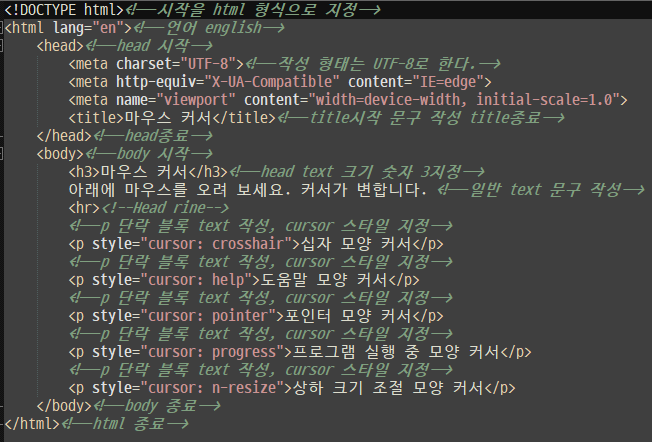 <!DOCTYPE html><!--시작을 html 형식으로 지정-->
<html lang="en"><!--언어 english-->
<head><!--head 시작-->
<meta charset="UTF-8"><!--작성 형테는 UTF-8로 한다.-->
<meta http-equiv="X-UA-Compatible" content="IE=edge">
<meta name="viewport" content="width=device-width, initial-scale=1.0">
<title>마우스 커서</title><!--title시작 문구 작성 title종료-->
</head><!--head종료-->
<body><!--body 시작-->
<h3>마우스 커서</h3><!--head text 크기 숫자 3지정-->
아래에 마우스를 오려 보세요. 커서가 변합니다. <!--일반 text 문구 작성-->
<hr><!--Head rine-->
<!--p 단락 블록 text 작성, cursor 스타일 지정-->
<p style="cursor: crosshair">십자 모양 커서</p>
<!--p 단락 블록 text 작성, cursor 스타일 지정-->
<p style="cursor: help">도움말 모양 커서</p>
<!--p 단락 블록 text 작성, cursor 스타일 지정-->
<p style="cursor: pointer">포인터 모양 커서</p>
<!--p 단락 블록 text 작성, cursor 스타일 지정-->
<p style="cursor: progress">프로그램 실행 중 모양 커서</p>
<!--p 단락 블록 text 작성, cursor 스타일 지정-->
<p style="cursor: n-resize">상하 크기 조절 모양 커서</p>
</body><!--body 종료-->
</html><!--html 종료-->